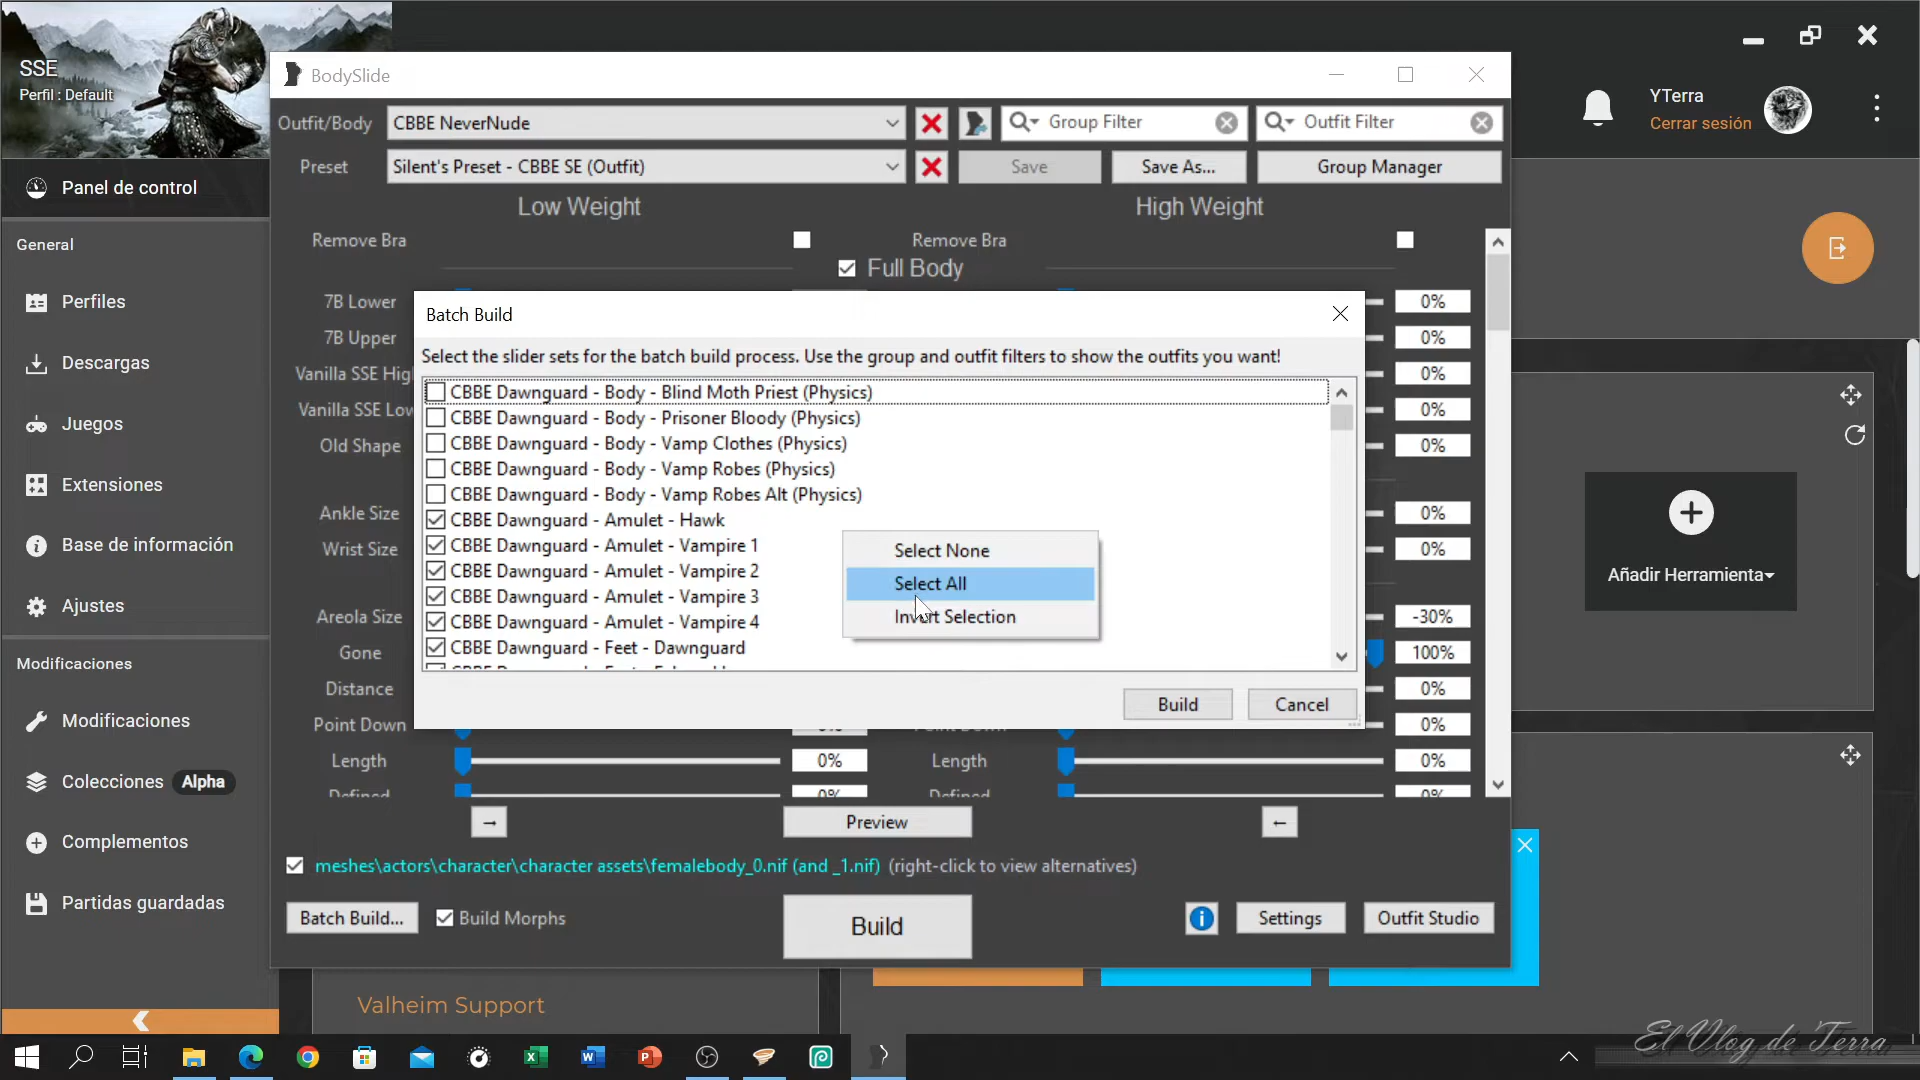 SSE
Perfil : Default
Panel de control
General
Perfiles
Descargas
Juegos
Extensiones
Base de información
Ajustes
Modificaciones
Modificaciones
Colecciones Alpha
Complementos
Partidas guardadas
YTerra
Cerrar sesión
Añadir Herramienta
Valheim Support
BodySlide
Outfit/Body CBBE NeverNude Group Filter Outfit Filter
Preset Silent's Preset - CBBE SE (Outfit) Save Save As... Group Manager
Low Weight High Weight
Remove Bra Remove Bra
Full Body
7B Lower 0%
7B Upper 0%
Vanilla SSE Hig 0%
Vanilla SSE Lov 0%
Old Shape 0%
Ankle Size 0%
Wrist Size 0%
Areola Size -30%
Gone 100%
Distance 0%
Point Down 0%
Length 0% Length 0%
Defined 0% Defined 0%
Batch Build
Select the slider sets for the batch build process. Use the group and outfit filters to show the outfits you want!
CBBE Dawnguard - Body - Blind Moth Priest (Physics)
CBBE Dawnguard - Body - Prisoner Bloody (Physics)
CBBE Dawnguard - Body - Vamp Clothes (Physics)
CBBE Dawnguard - Body - Vamp Robes (Physics)
CBBE Dawnguard - Body - Vamp Robes Alt (Physics)
CBBE Dawnguard - Amulet - Hawk
CBBE Dawnguard - Amulet - Vampire 1
CBBE Dawnguard - Amulet - Vampire 2
CBBE Dawnguard - Amulet - Vampire 3
CBBE Dawnguard - Amulet - Vampire 4
CBBE Dawnguard - Feet - Dawnguard
Select None
Select All
Invert Selection
Build Cancel
→ Preview ←
meshes\actors\character\character assets\femalebody_0.nif (and _1.nif) (right-click to view alternatives)
Batch Build... Build Morphs Build Settings Outfit Studio
El Vlog de Terra